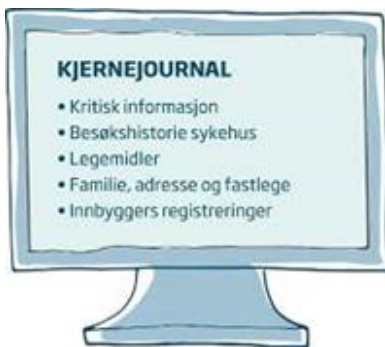 KJERNEJOURNAL
• Kritisk informasjon
• Besøkshistorie sykehus
• Legemidler
• Familie, adresse og fastlege
• Innbyggers registreringer